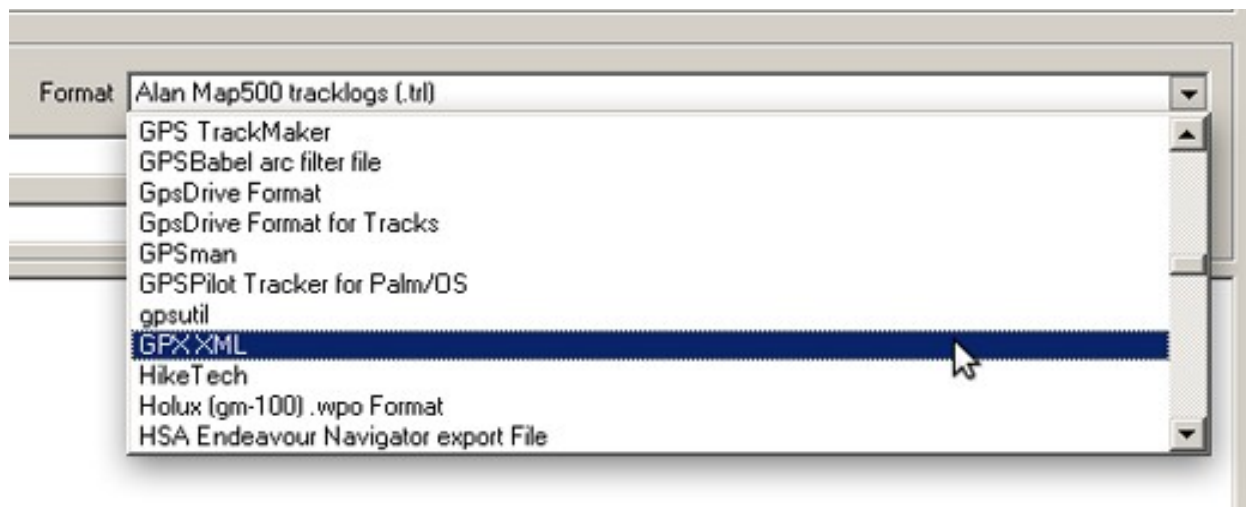 Format Alan Map500 tracklogs (.trl)
GPS TrackMaker
GPSBabel arc filter file
GpsDrive Format
GpsDrive Format for Tracks
GPSman
GPSPilot Tracker for Palm/OS
gpsutil
GPX XML
HikeTech
Holux (gm-100) .wpo Format
HSA Endeavour Navigator export File